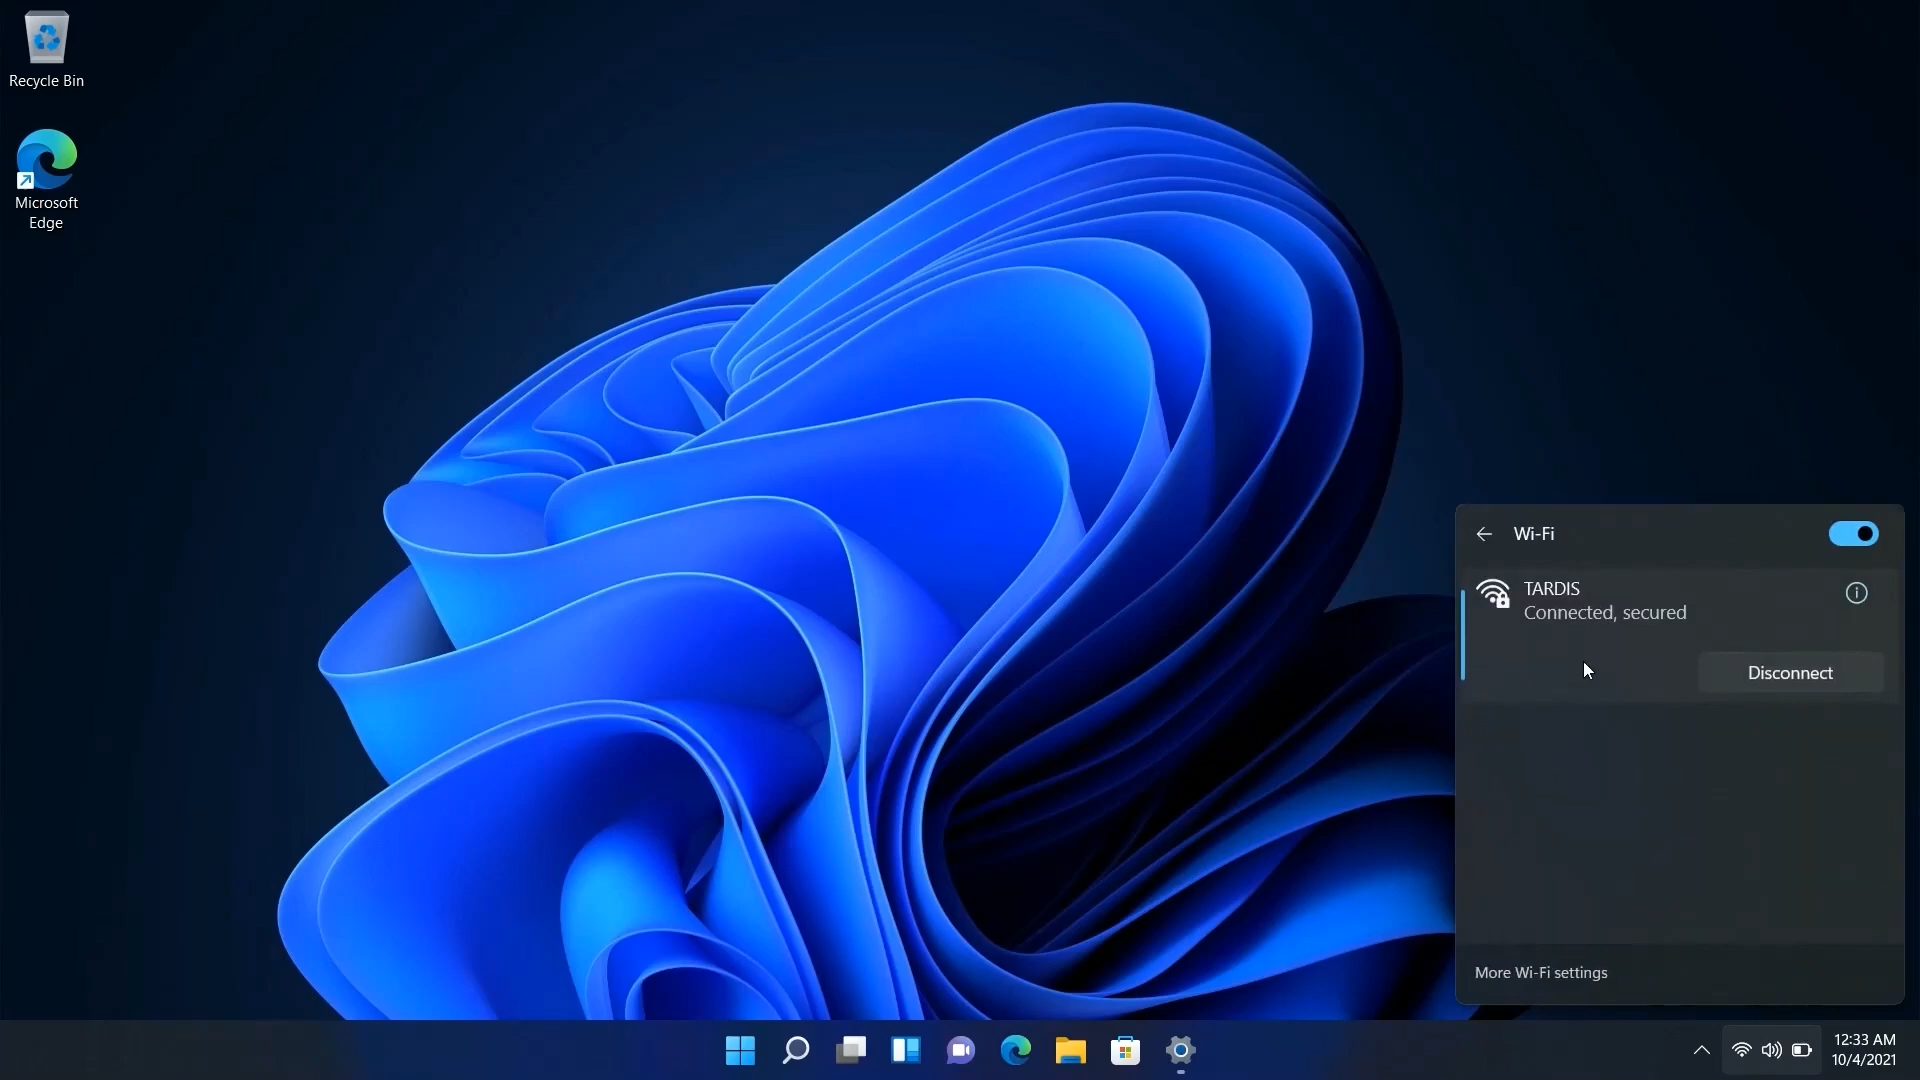 Recycle Bin
Microsoft
Edge
Wi-Fi
TARDIS
Connected, secured
Disconnect
More Wi-Fi settings
12:33 AM
10/4/2021